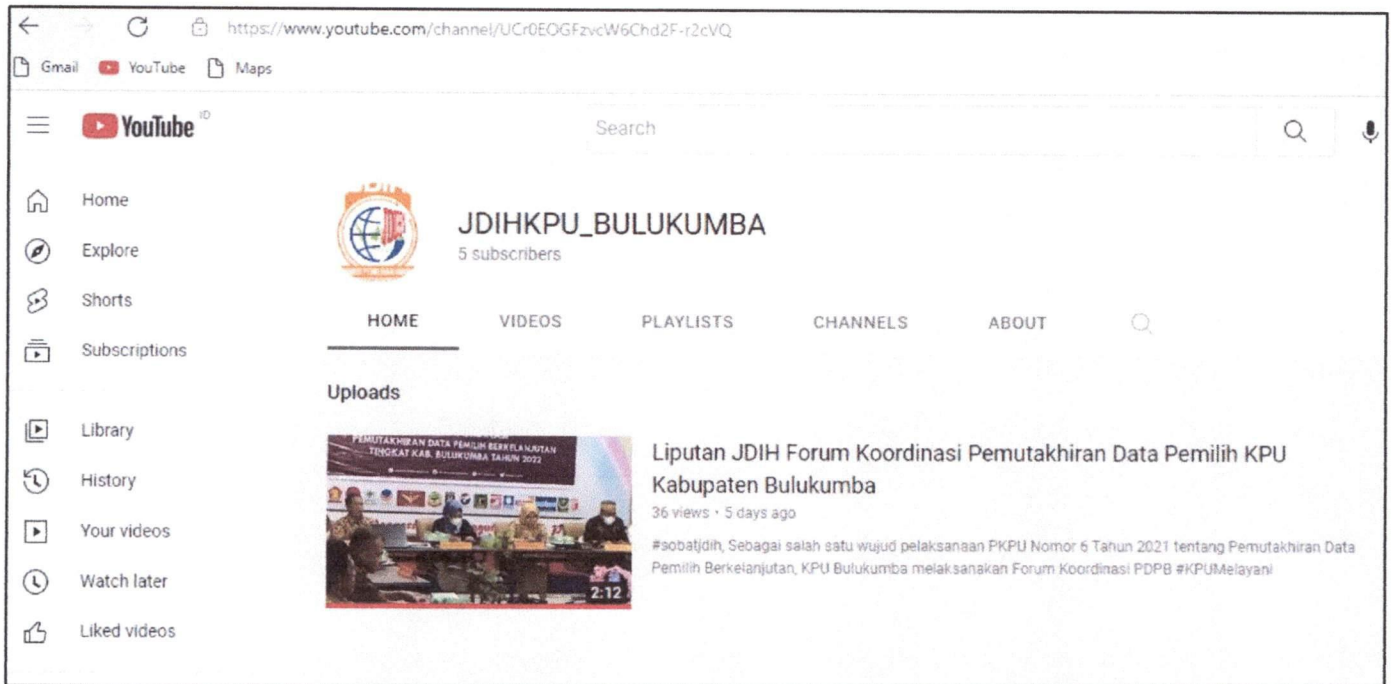 https://www.youtube.com/channel/UCr0EOGFzvcW6Chd2F-r2cVQ
Gmail YouTube Maps
YouTube ID
Search
Home
Explore
Shorts
Subscriptions
Library
History
Your videos
Watch later
Liked videos
JDIH
JDIHKPU_BULUKUMBA
5 subscribers
HOME VIDEOS PLAYLISTS CHANNELS ABOUT
Uploads
PEMUTAKHIRAN DATA PEMILIH BERKELANJUTAN
TINGKAT KAB. BULUKUMBA TAHUN 2022
2:12
Liputan JDIH Forum Koordinasi Pemutakhiran Data Pemilih KPU
Kabupaten Bulukumba
36 views • 5 days ago
#sobatjdih, Sebagai salah satu wujud pelaksanaan PKPU Nomor 6 Tahun 2021 tentang Pemutakhiran Data
Pemilih Berkelanjutan, KPU Bulukumba melaksanakan Forum Koordinasi PDPB #KPUMelayani